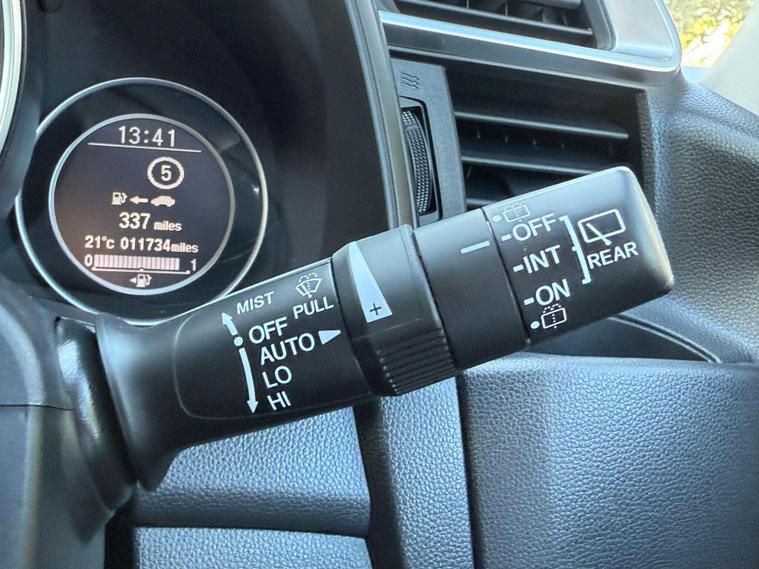 13:41
5
337 miles
21°c 011734miles
0 1
MIST
PULL
OFF
AUTO
LO
HI
+
OFF
INT
ON
REAR